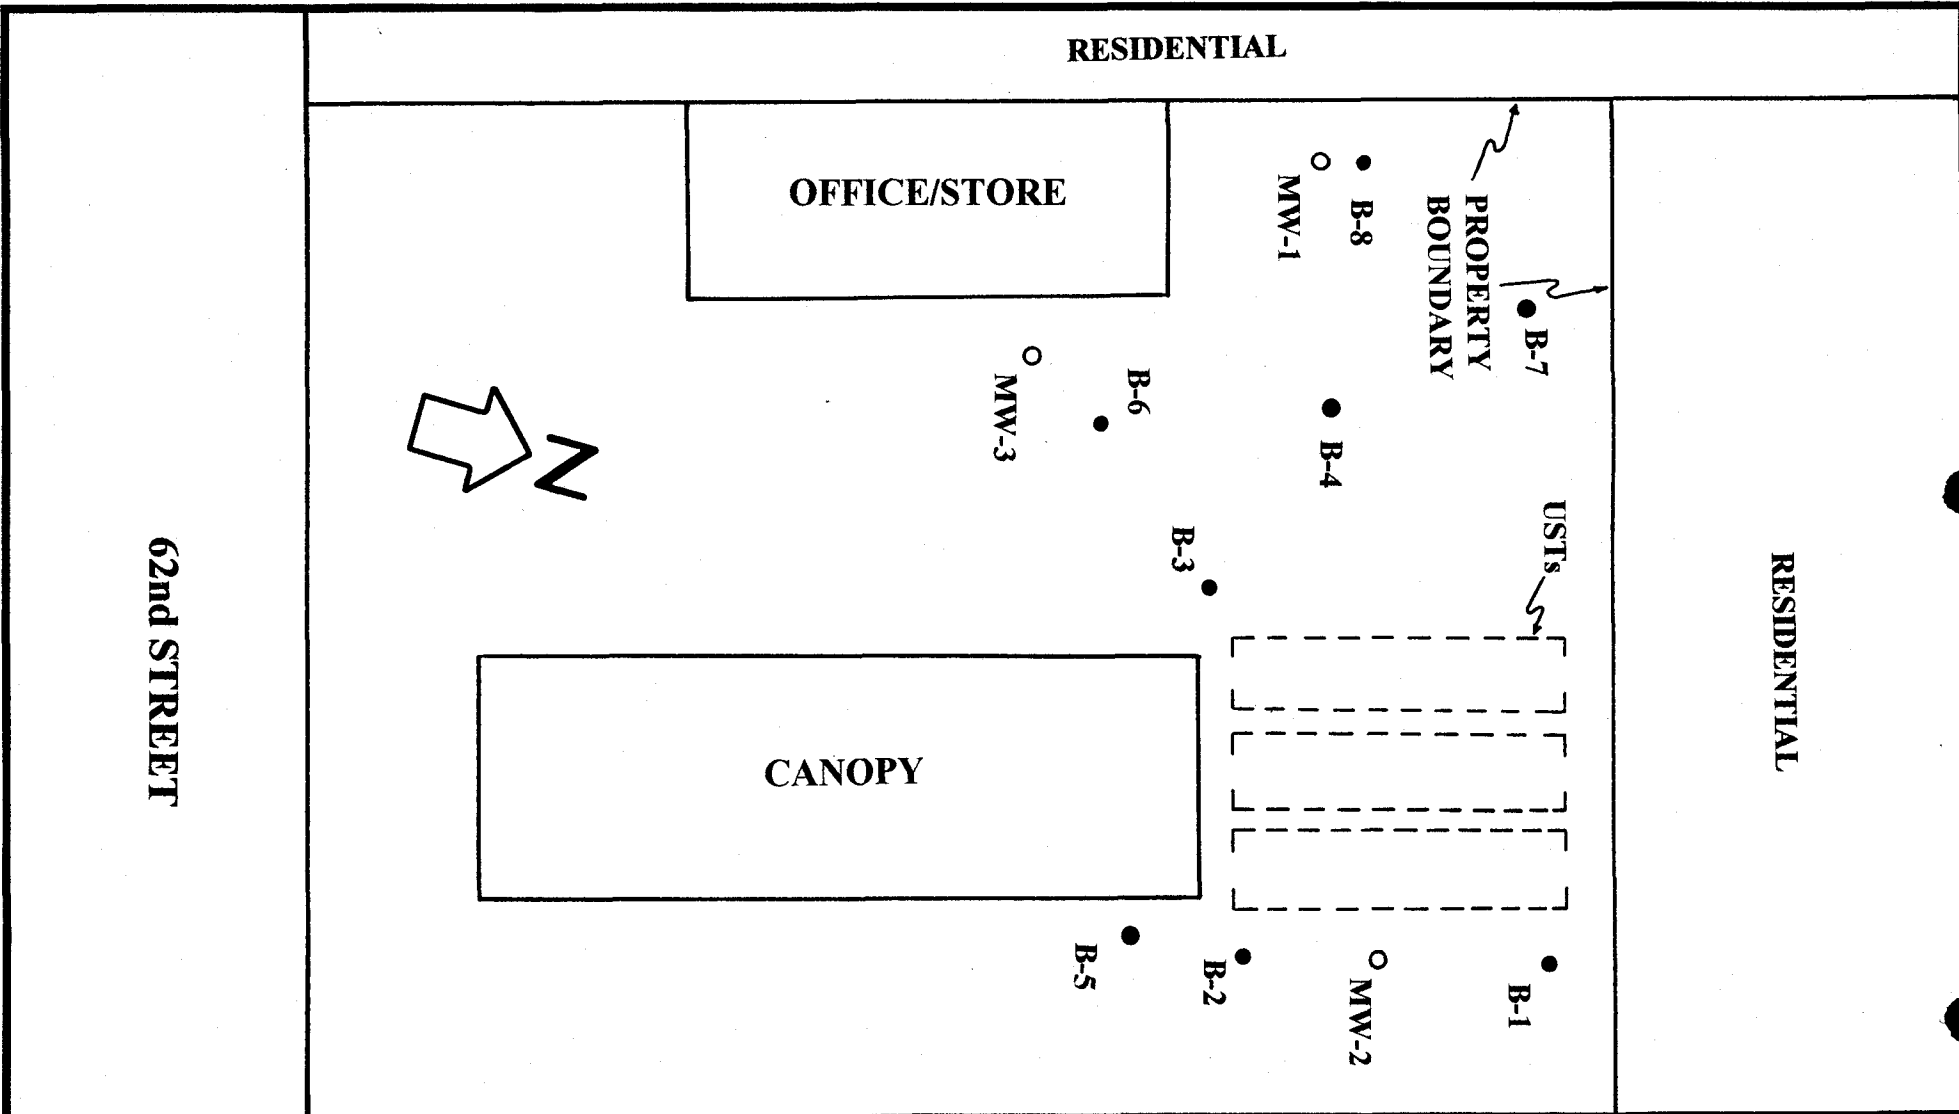 RESIDENTIAL
OFFICE/STORE
MW-1
B-8
PROPERTY
BOUNDARY
B-7
MW-3
B-6
B-4
N
B-3
USTs
62nd STREET
RESIDENTIAL
CANOPY
B-5
B-2
MW-2
B-1